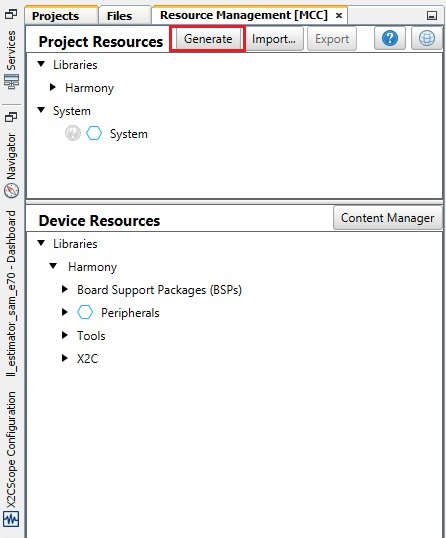 Projects
Files
Resource Management [MCC] ×
Project Resources
Generate
Import...
Export
?
Libraries
Harmony
System
? System
Device Resources
Content Manager
Libraries
Harmony
Board Support Packages (BSPs)
Peripherals
Tools
X2C
Services
Navigator
ll_estimator_sam_e70 - Dashboard
X2CScope Configuration